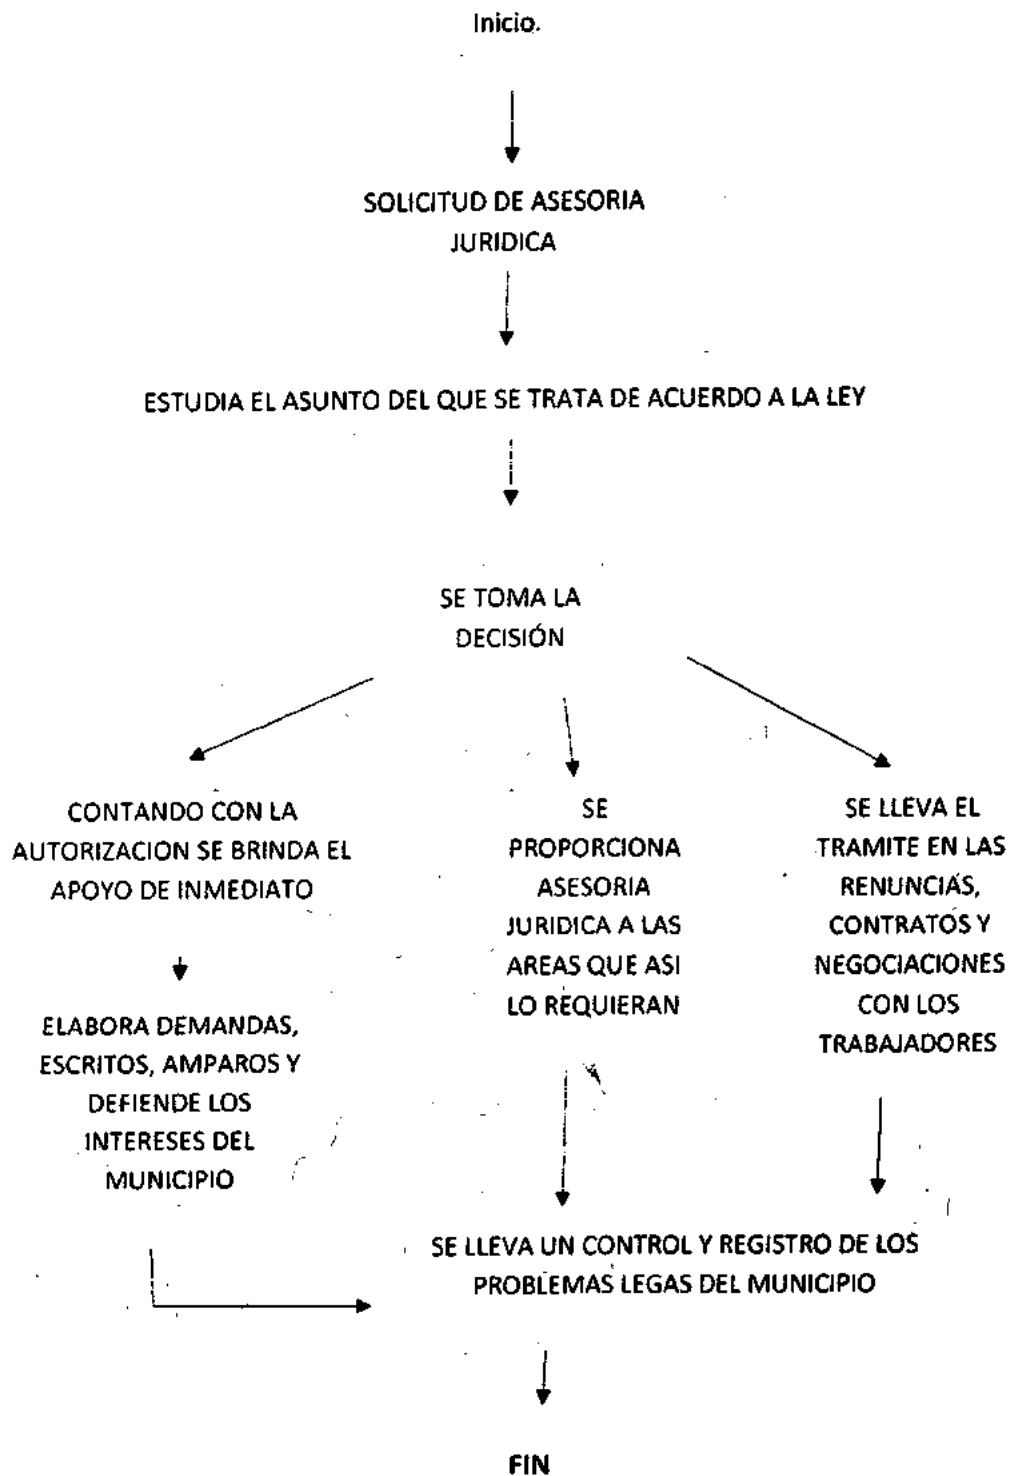 Inicio.
SOLICITUD DE ASESORIA
JURIDICA
ESTUDIA EL ASUNTO DEL QUE SE TRATA DE ACUERDO A LA LEY
SE TOMA LA
DECISIÓN
CONTANDO CON LA
AUTORIZACION SE BRINDA EL
APOYO DE INMEDIATO
ELABORA DEMANDAS,
ESCRITOS, AMPAROS Y
DEFIENDE LOS
INTERESES DEL
MUNICIPIO
SE
PROPORCIONA
ASESORIA
JURIDICA A LAS
AREAS QUE ASI
LO REQUIERAN
SE LLEVA EL
TRAMITE EN LAS
RENUNCIAS,
CONTRATOS Y
NEGOCIACIONES
CON LOS
TRABAJADORES
SE LLEVA UN CONTROL Y REGISTRO DE LOS
PROBLEMAS LEGAS DEL MUNICIPIO
FIN